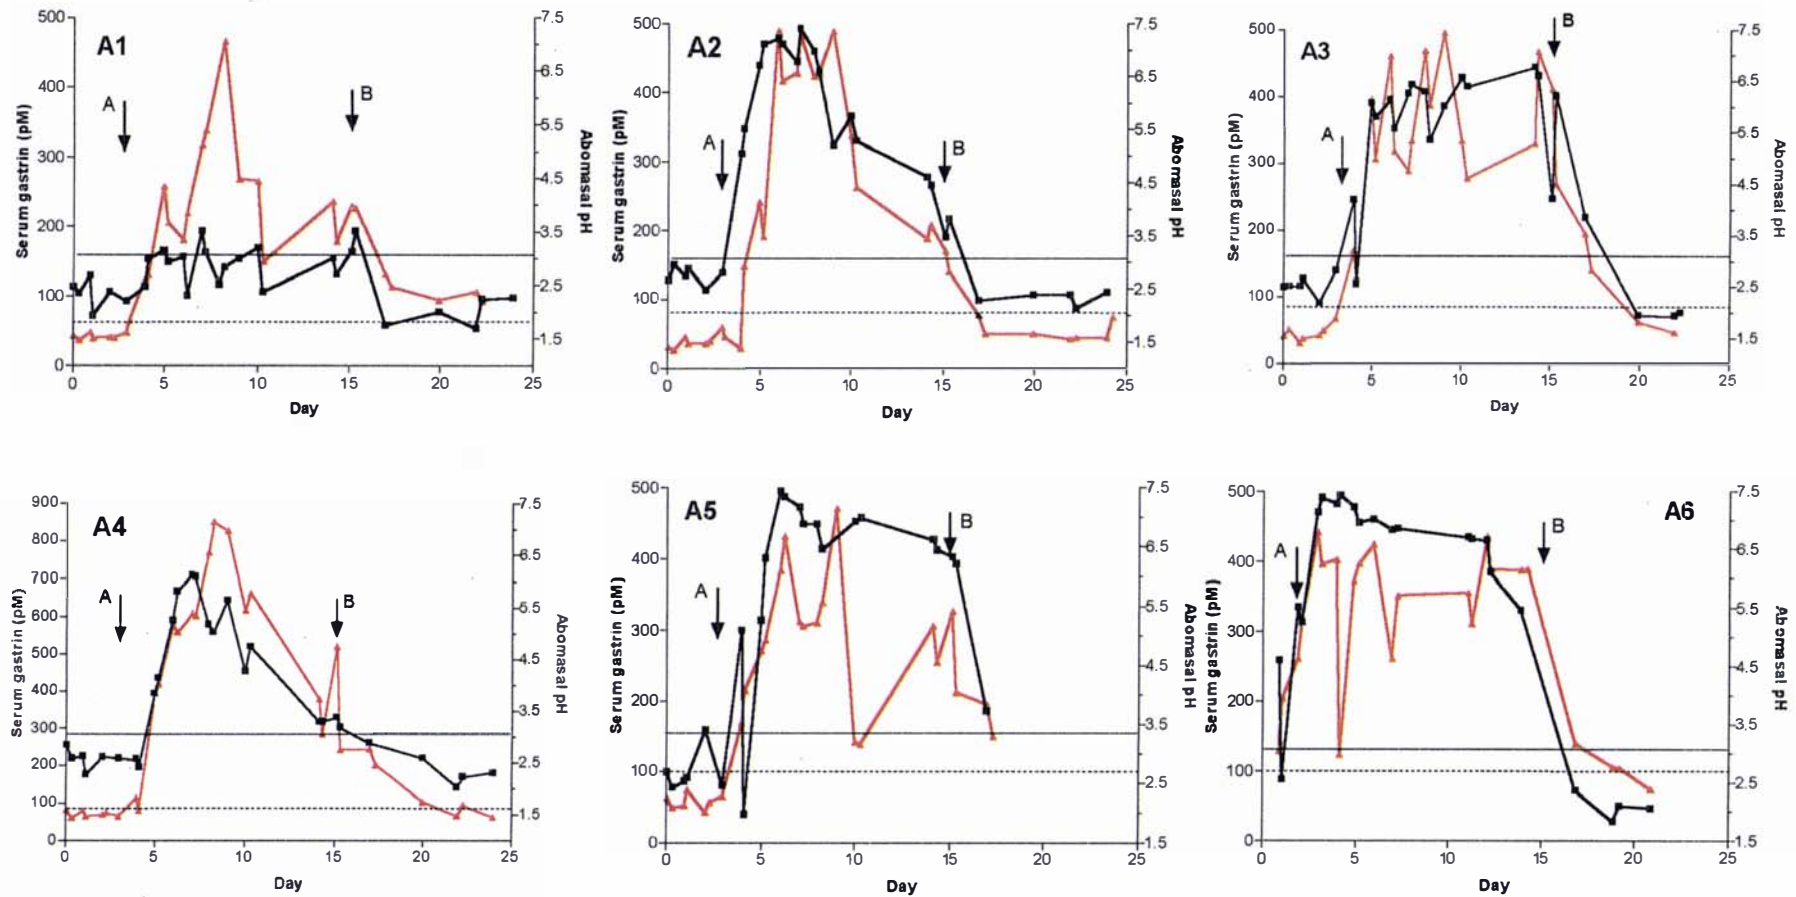 A1
Serum gastrin (pM)
500
400
300
200
100
0
A
B
7.5
6.5
5.5
4.5
3.5
2.5
1.5
Abomasal pH
0 5 10 15 20 25
Day
A2
Serum gastrin (pM)
500
400
300
200
100
0
A
B
7.5
6.5
5.5
4.5
3.5
2.5
1.5
Abomasal pH
0 5 10 15 20 25
Day
A3
Serum gastrin (pM)
500
400
300
200
100
0
A
B
7.5
6.5
5.5
4.5
3.5
2.5
1.5
Abomasal pH
0 5 10 15 20 25
Day
A4
Serum gastrin (pM)
900
800
700
600
500
400
300
200
100
0
A
B
7.5
6.5
5.5
4.5
3.5
2.5
1.5
Abomasal pH
0 5 10 15 20 25
Day
A5
Serum gastrin (pM)
500
400
300
200
100
0
A
B
7.5
6.5
5.5
4.5
3.5
2.5
1.5
Abomasal pH
0 5 10 15 20 25
Day
A6
Serum gastrin (pM)
500
400
300
200
100
0
A
B
7.5
6.5
5.5
4.5
3.5
2.5
1.5
Abomasal pH
0 5 10 15 20 25
Day